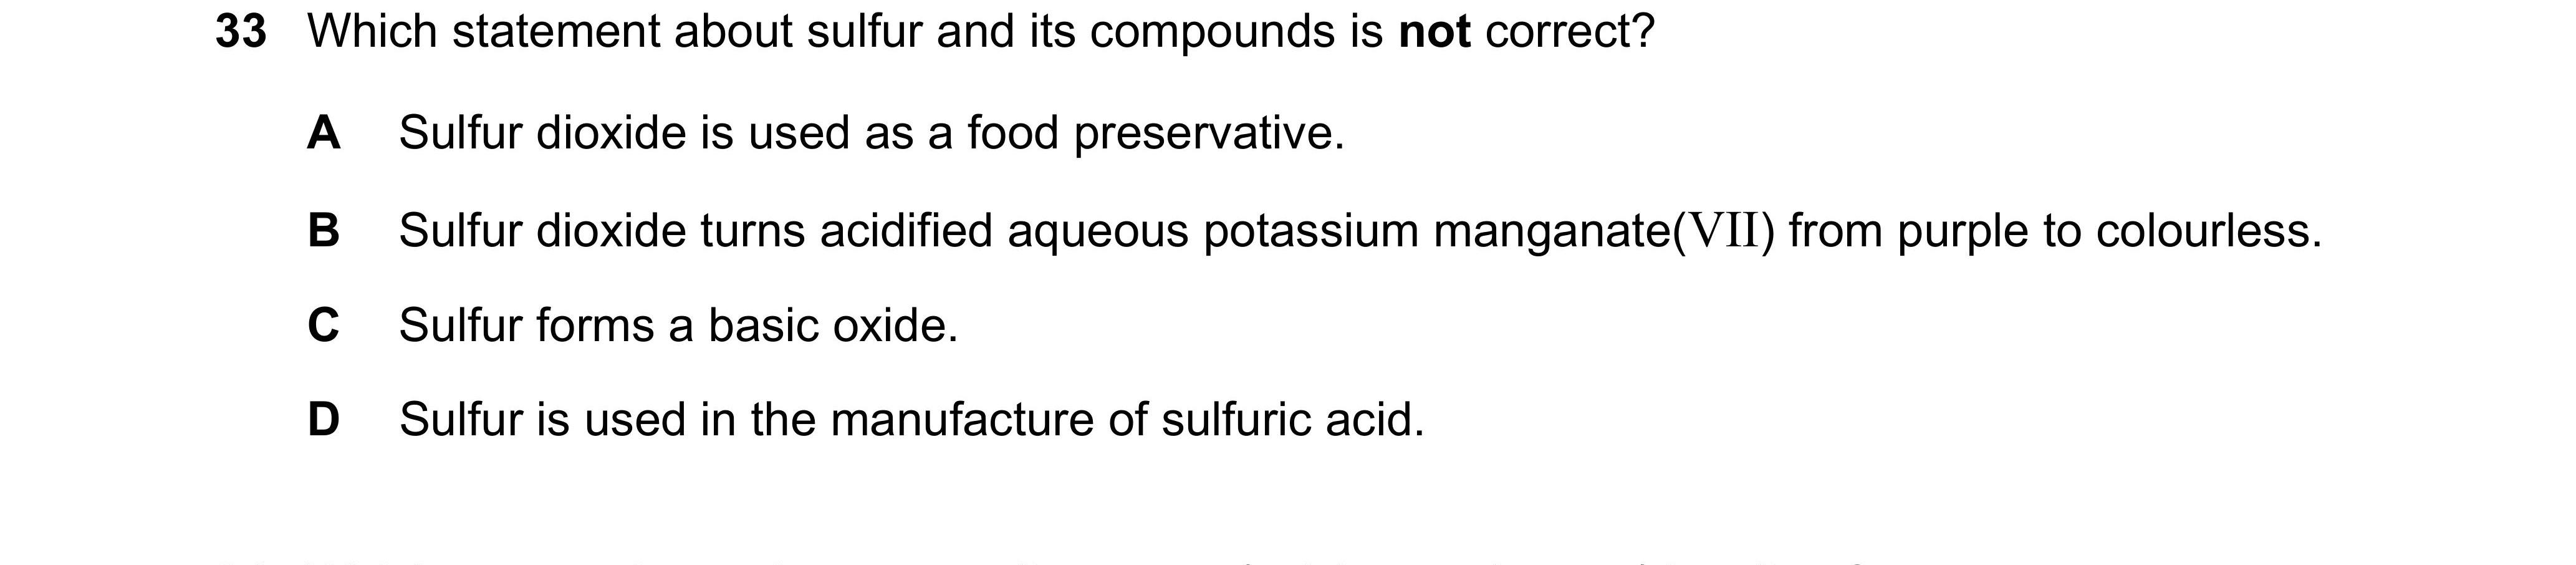 33 Which statement about sulfur and its compounds is not correct?
A Sulfur dioxide is used as a food preservative.
B Sulfur dioxide turns acidified aqueous potassium manganate(VII) from purple to colourless.
C Sulfur forms a basic oxide.
D Sulfur is used in the manufacture of sulfuric acid.